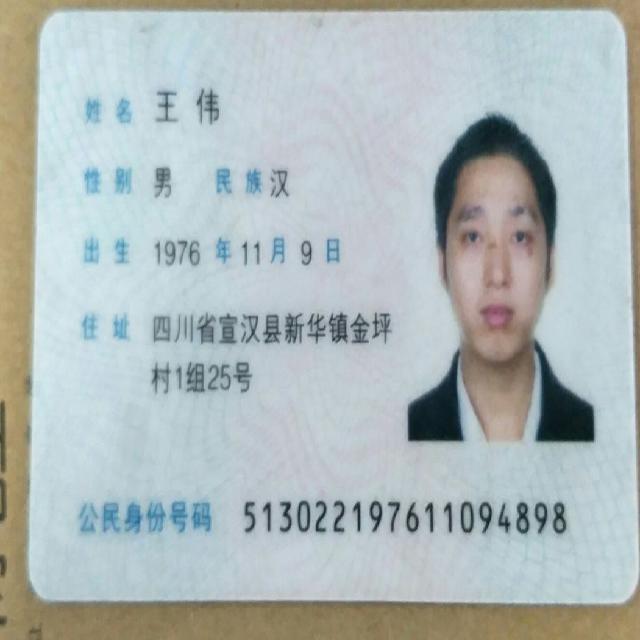 姓名 王伟
性别 男 民族 汉
出生 1976 年 11 月 9 日
住址 四川省宣汉县新华镇金坪
村1组25号
公民身份号码 513022197611094898